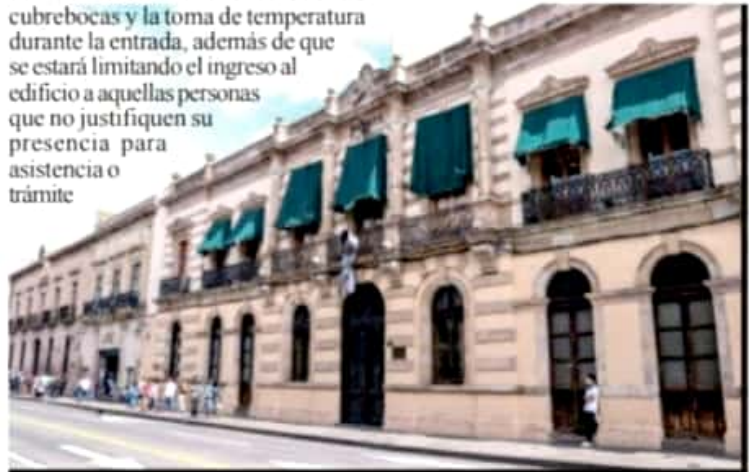 cubrebocas y la toma de temperatura
durante la entrada, además de que
se estará limitando el ingreso al
edificio a aquellas personas
que no justifiquen su
presencia para
asistencia o
trámite